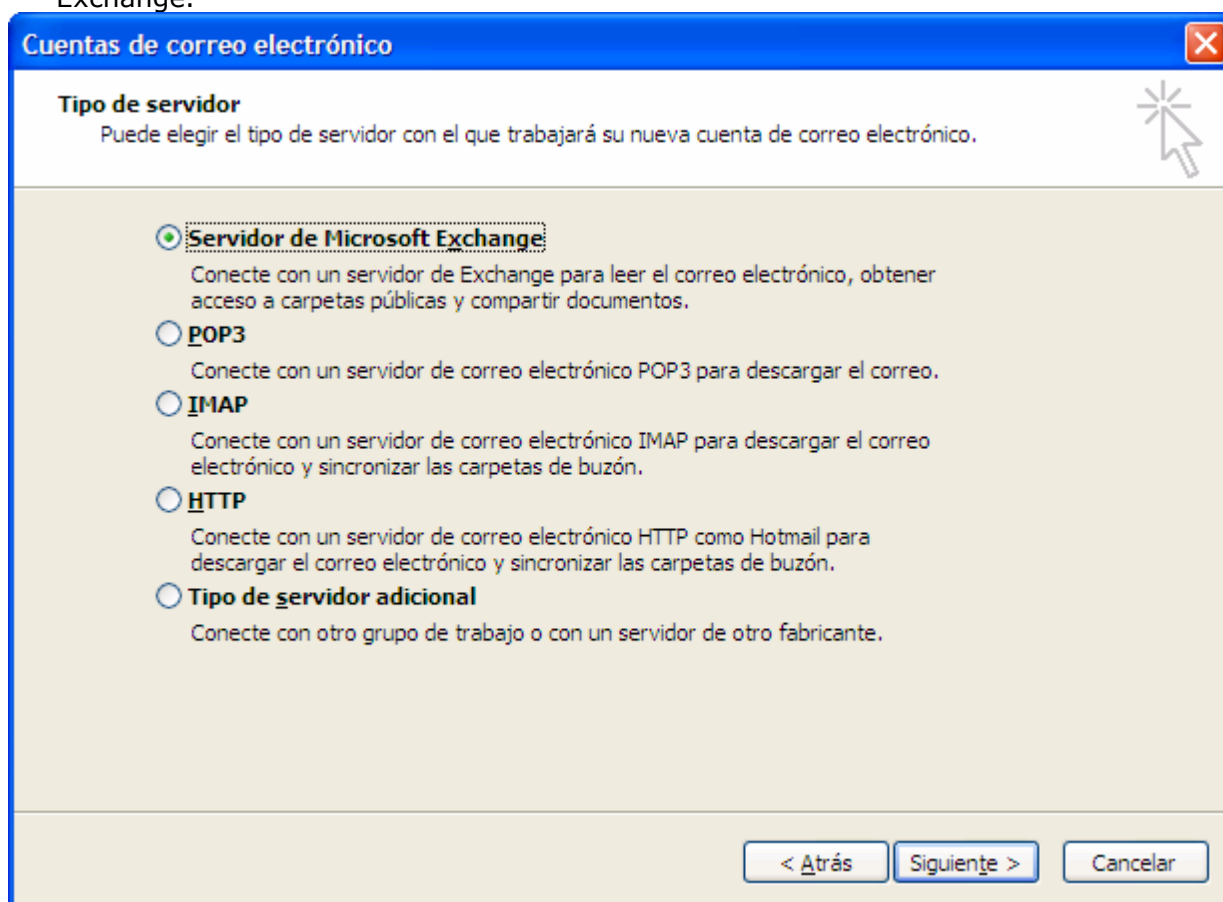 Exchange.
Cuentas de correo electrónico
Tipo de servidor
Puede elegir el tipo de servidor con el que trabajará su nueva cuenta de correo electrónico.
Servidor de Microsoft Exchange
Conecte con un servidor de Exchange para leer el correo electrónico, obtener
acceso a carpetas públicas y compartir documentos.
POP3
Conecte con un servidor de correo electrónico POP3 para descargar el correo.
IMAP
Conecte con un servidor de correo electrónico IMAP para descargar el correo
electrónico y sincronizar las carpetas de buzón.
HTTP
Conecte con un servidor de correo electrónico HTTP como Hotmail para
descargar el correo electrónico y sincronizar las carpetas de buzón.
Tipo de servidor adicional
Conecte con otro grupo de trabajo o con un servidor de otro fabricante.
< Atrás Siguiente > Cancelar